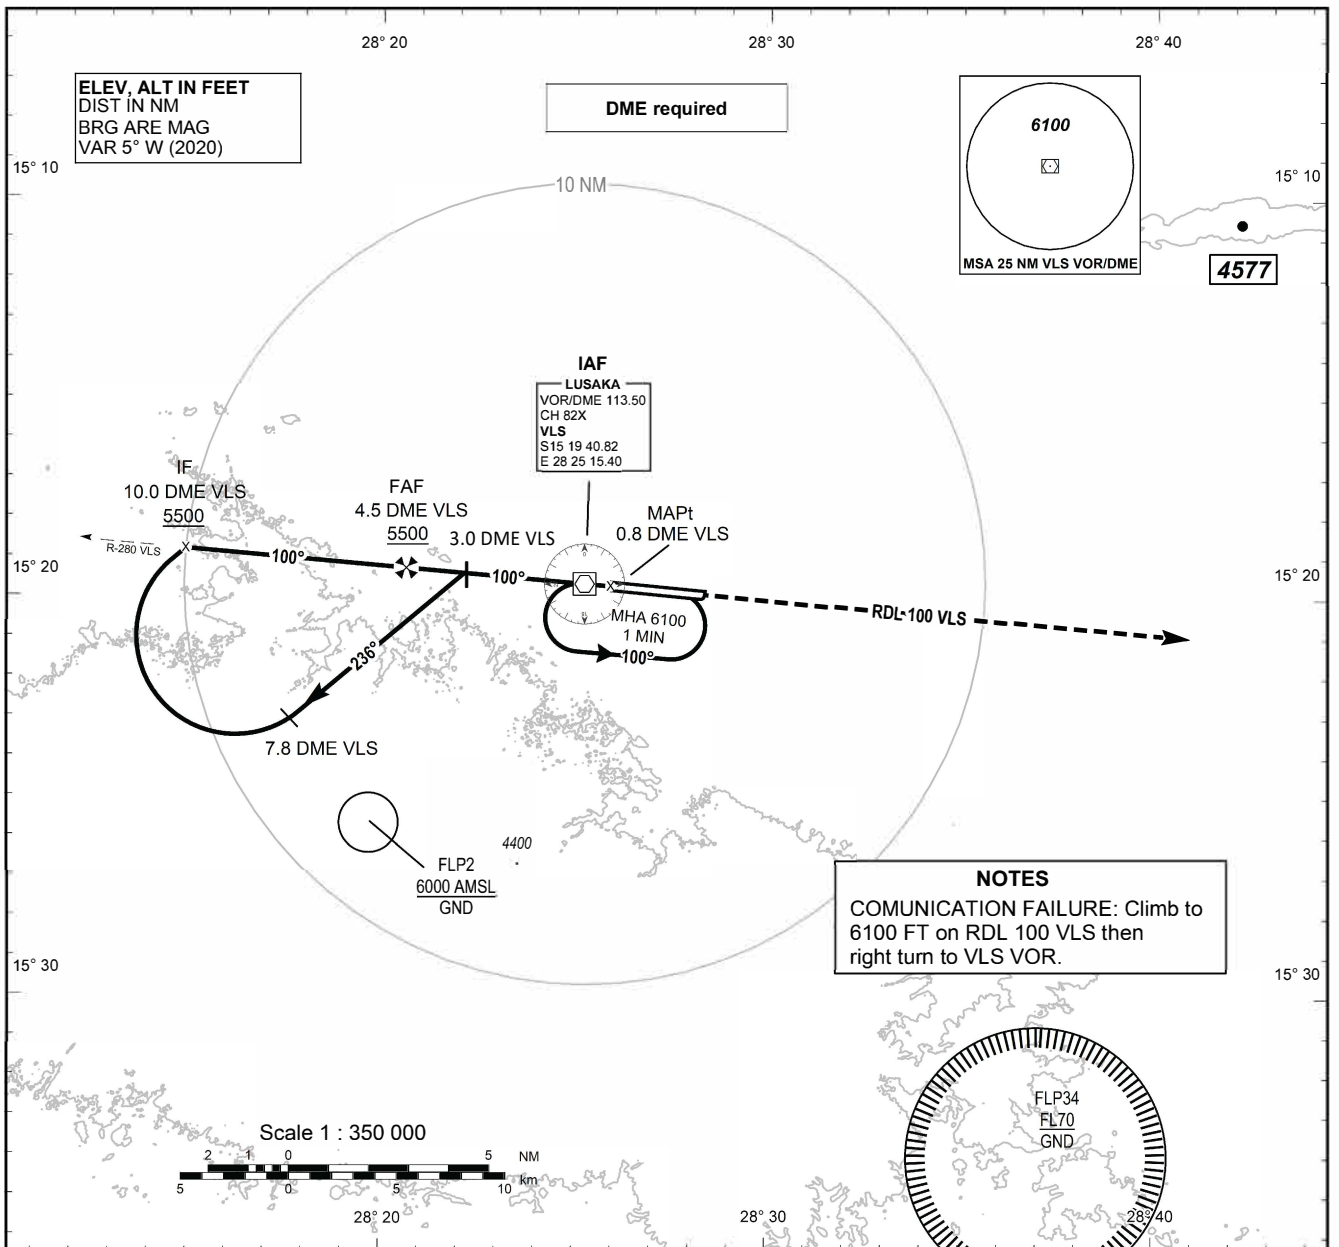 28° 20
28° 30
28° 40
ELEV, ALT IN FEET
DIST IN NM
BRG ARE MAG
VAR 5° W (2020)
DME required
6100
MSA 25 NM VLS VOR/DME
15° 10
15° 10
4577
10 NM
IAF
LUSAKA
VOR/DME 113.50
CH 82X
VLS
S15 19 40.82
E 28 25 15.40
IF
10.0 DME VLS
5500
FAF
4.5 DME VLS
5500
3.0 DME VLS
MAPt
0.8 DME VLS
R-280 VLS
X
100°
100°
X
15° 20
15° 20
MHA 6100
1 MIN
100°
RDL 100 VLS
236°
7.8 DME VLS
4400
FLP2
6000 AMSL
GND
NOTES
COMUNICATION FAILURE: Climb to
6100 FT on RDL 100 VLS then
right turn to VLS VOR.
15° 30
15° 30
FLP34
FL70
GND
Scale 1 : 350 000
2 1 0 5 NM
5 0 5 10 km
28° 20
28° 30
28° 40